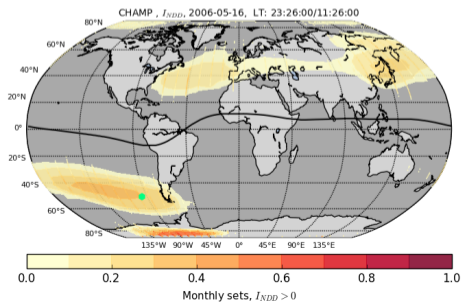 CHAMP , I_NDD, 2006-05-16, LT: 23:26:00/11:26:00
80°N
60°N
40°N
20°N
0°
20°S
40°S
60°S
80°S
135°W 90°W 45°W 0° 45°E 90°E 135°E
0.0 0.2 0.4 0.6 0.8 1.0
Monthly sets, I_NDD > 0